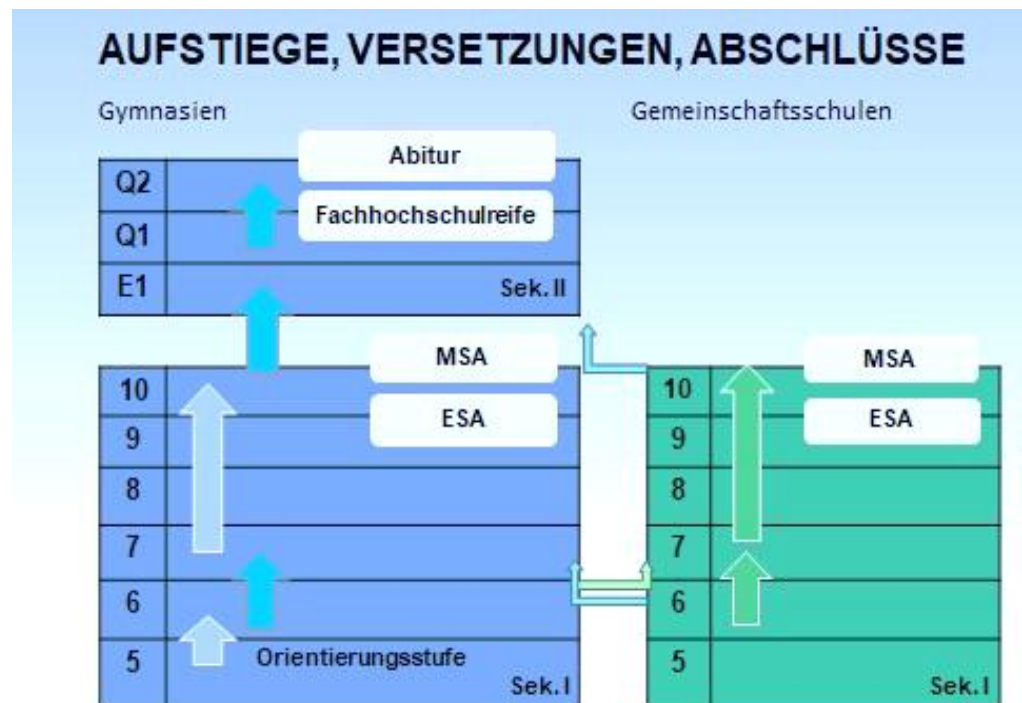 AUFSTIEGE, VERSETZUNGEN, ABSCHLÜSSE
Gymnasien
Gemeinschaftsschulen
Abitur
Q2
Fachhochschulreife
Q1
E1
Sek. II
MSA
10
ESA
9
8
7
6
5
Orientierungsstufe
Sek. I
MSA
10
ESA
9
8
7
6
5
Sek. I